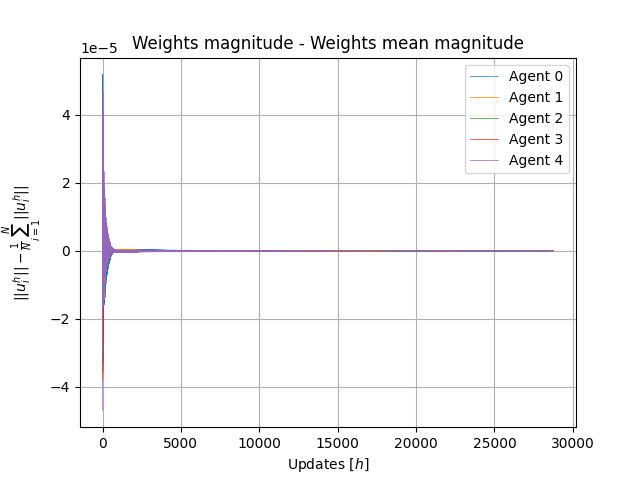 Weights magnitude - Weights mean magnitude
1e−5
4
2
0
−2
−4
||u_i^h|| − 1/N ∑_{i=1}^N ||u_i^h||
Agent 0
Agent 1
Agent 2
Agent 3
Agent 4
0 5000 10000 15000 20000 25000 30000
Updates [h]